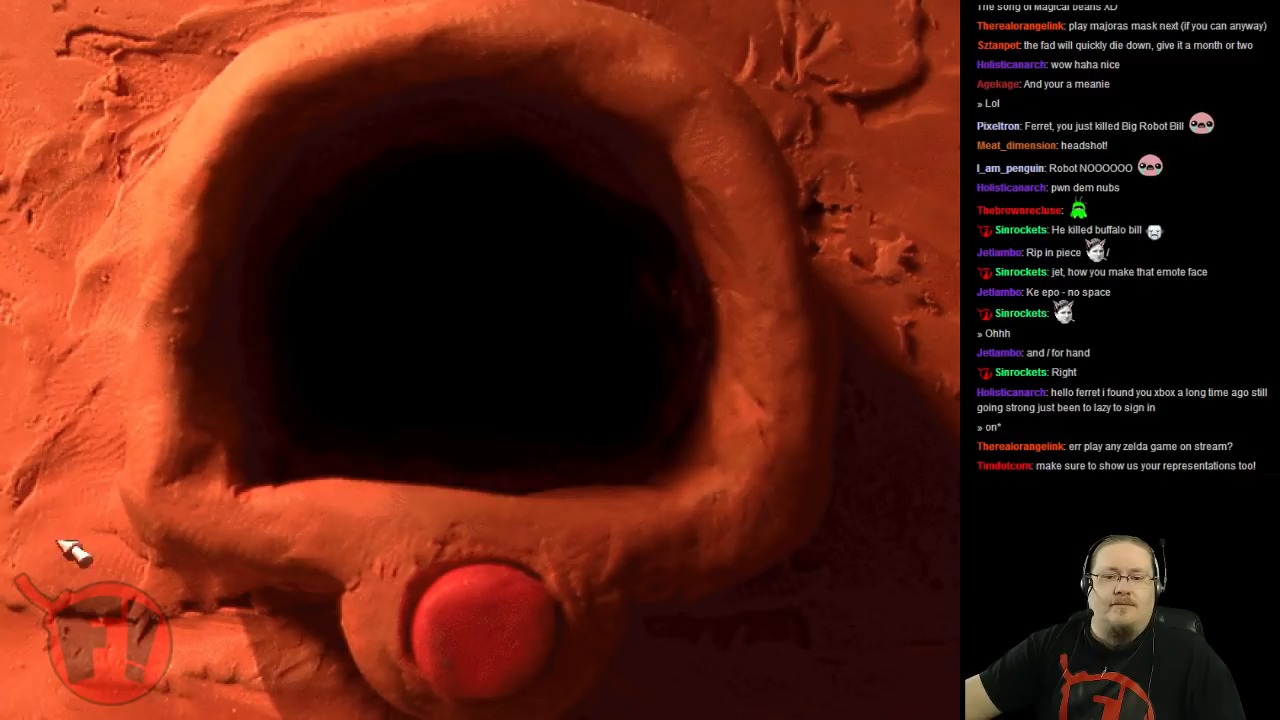 The song of Magical beans XD
Therealorangelink: play majoras mask next (if you can anyway)
Sztanpet: the fad will quickly die down, give it a month or two
Holisticanarch: wow haha nice
Agekage: And your a meanie
» Lol
Pixeltron: Ferret, you just killed Big Robot Bill
Meat_dimension: headshot!
I_am_penguin: Robot NOOOOOO
Holisticanarch: pwn dem nubs
Thebrownrecluse:
Sinrockets: He killed buffalo bill
Jetlambo: Rip in piece /
Sinrockets: jet, how you make that emote face
Jetlambo: Ke epo - no space
Sinrockets:
» Ohhh
Jetlambo: and / for hand
Sinrockets: Right
Holisticanarch: hello ferret i found you xbox a long time ago still
going strong just been to lazy to sign in
» on*
Therealorangelink: err play any zelda game on stream?
Timdotcom: make sure to show us your representations too!